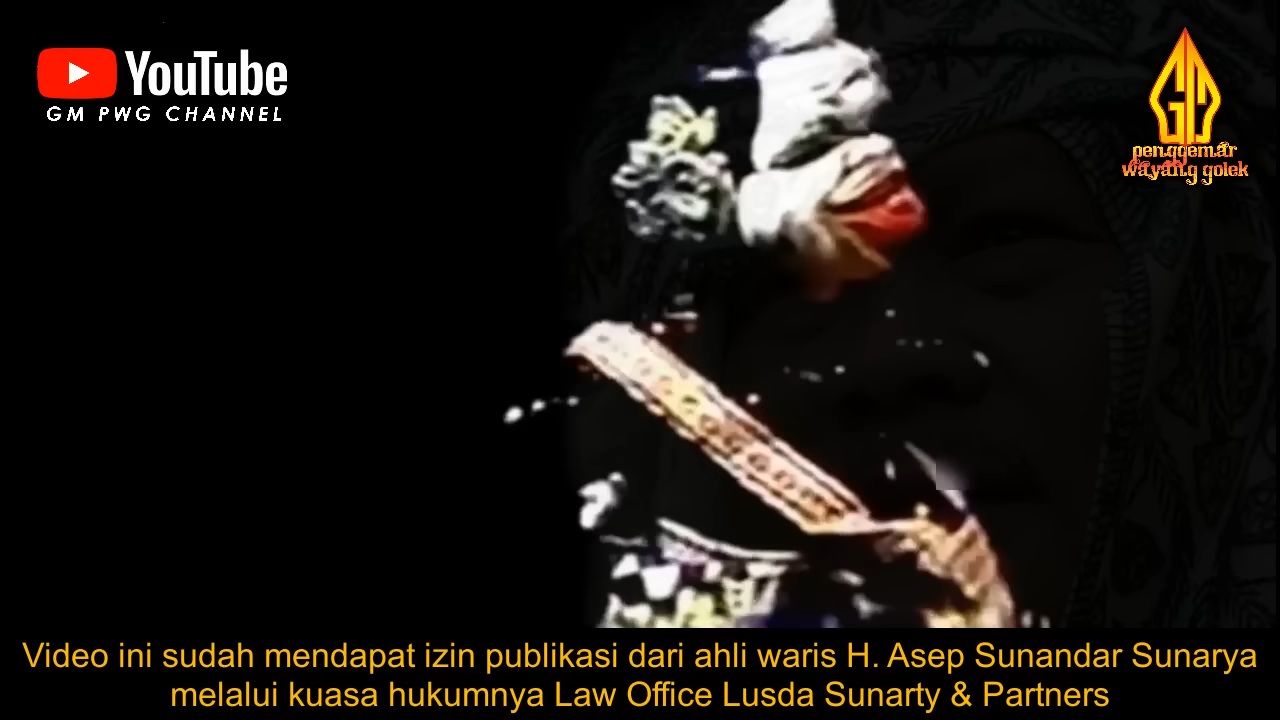 YouTube
GM PWG CHANNEL
GM
penggemar
wayang golek
Video ini sudah mendapat izin publikasi dari ahli waris H. Asep Sunandar Sunarya
melalui kuasa hukumnya Law Office Lusda Sunarty & Partners